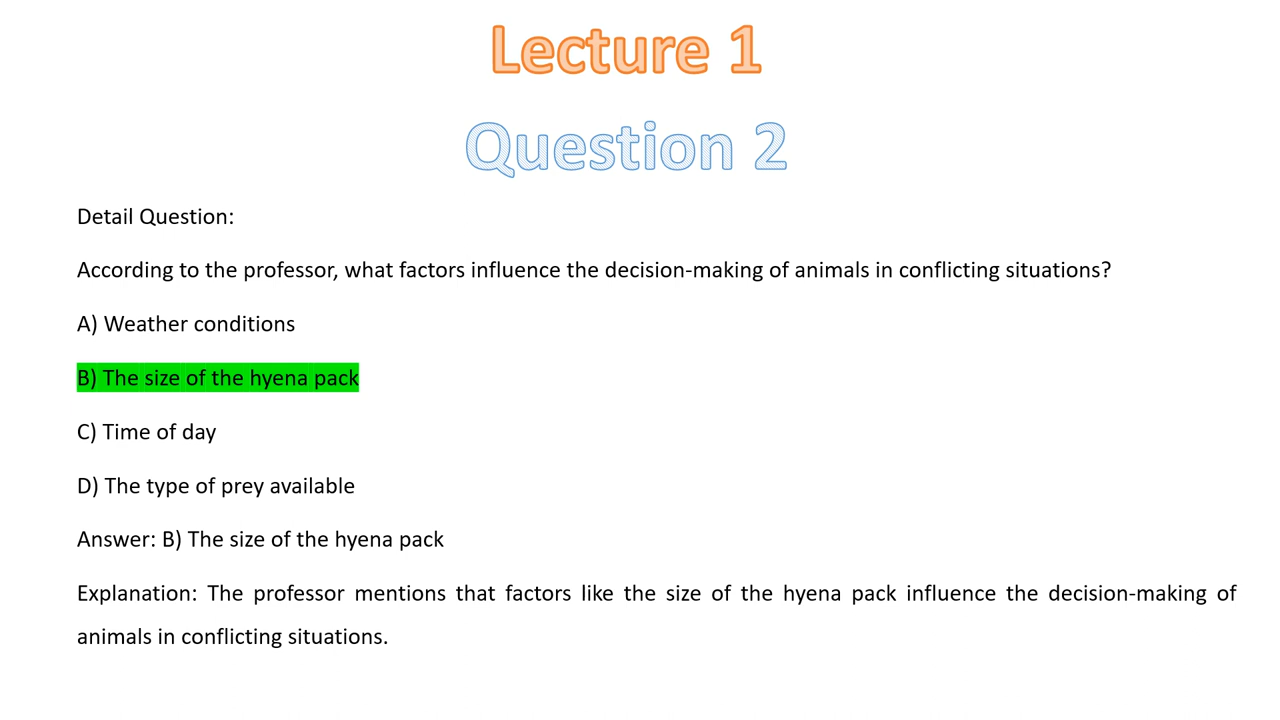 Lecture 1
Question 2
Detail Question:
According to the professor, what factors influence the decision-making of animals in conflicting situations?
A) Weather conditions
B) The size of the hyena pack
C) Time of day
D) The type of prey available
Answer: B) The size of the hyena pack
Explanation: The professor mentions that factors like the size of the hyena pack influence the decision-making of
animals in conflicting situations.